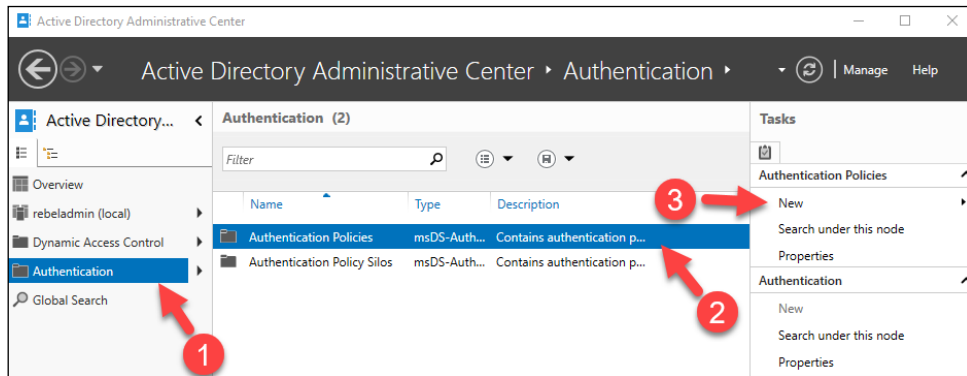 Active Directory Administrative Center
Active Directory Administrative Center • Authentication •
Manage
Help
Active Directory...
Overview
rebeladmin (local)
Dynamic Access Control
Authentication
Global Search
1
Authentication (2)
Filter
Name Type Description
Authentication Policies msDS-Auth... Contains authentication p...
Authentication Policy Silos msDS-Auth... Contains authentication p...
2
3
Tasks
Authentication Policies
New
Search under this node
Properties
Authentication
New
Search under this node
Properties